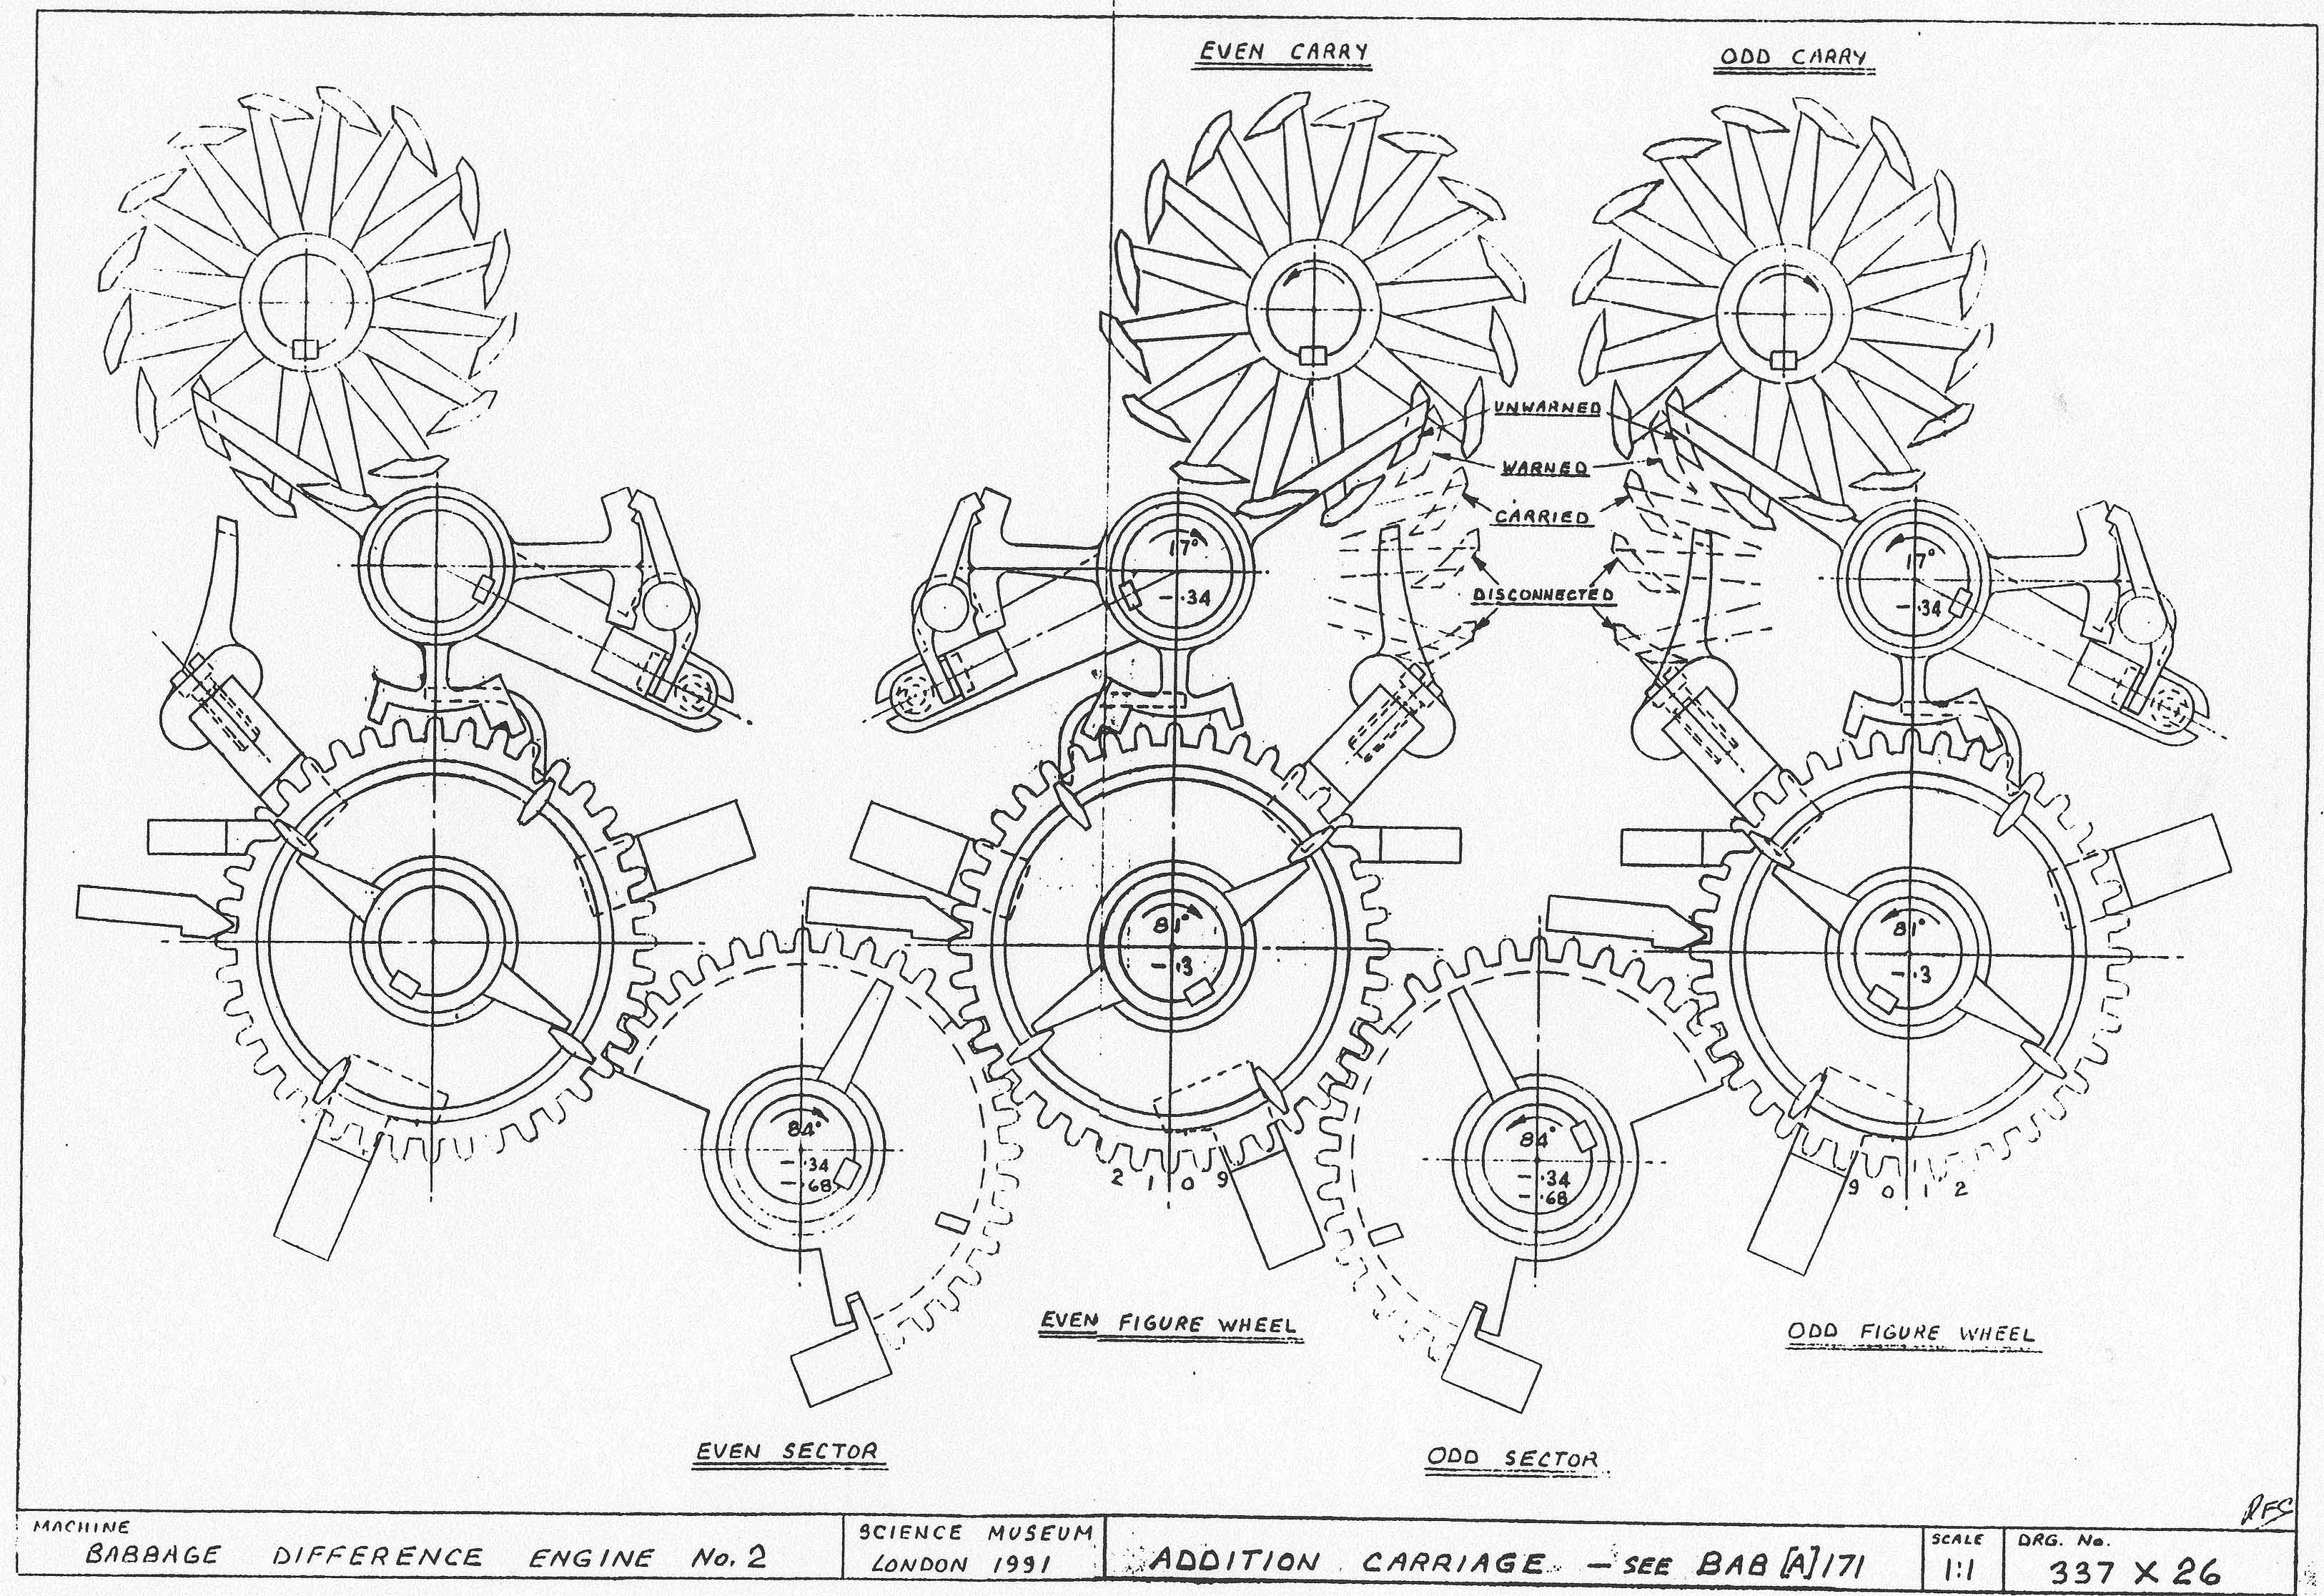 EVEN CARRY
ODD CARRY
UNWARNED
WARNED
CARRIED
DISCONNECTED
17°
- .34
17°
- .34
81°
- .3
81°
- .3
84°
- .34
- .68
84°
- .34
- .68
2 1 0 9
9 0 1 2
EVEN FIGURE WHEEL
ODD FIGURE WHEEL
EVEN SECTOR
ODD SECTOR
MACHINE
BABBAGE DIFFERENCE ENGINE No. 2
SCIENCE MUSEUM
LONDON 1991
ADDITION CARRIAGE - SEE BAB [A] 171
SCALE
1:1
DRG. No.
337 X 26